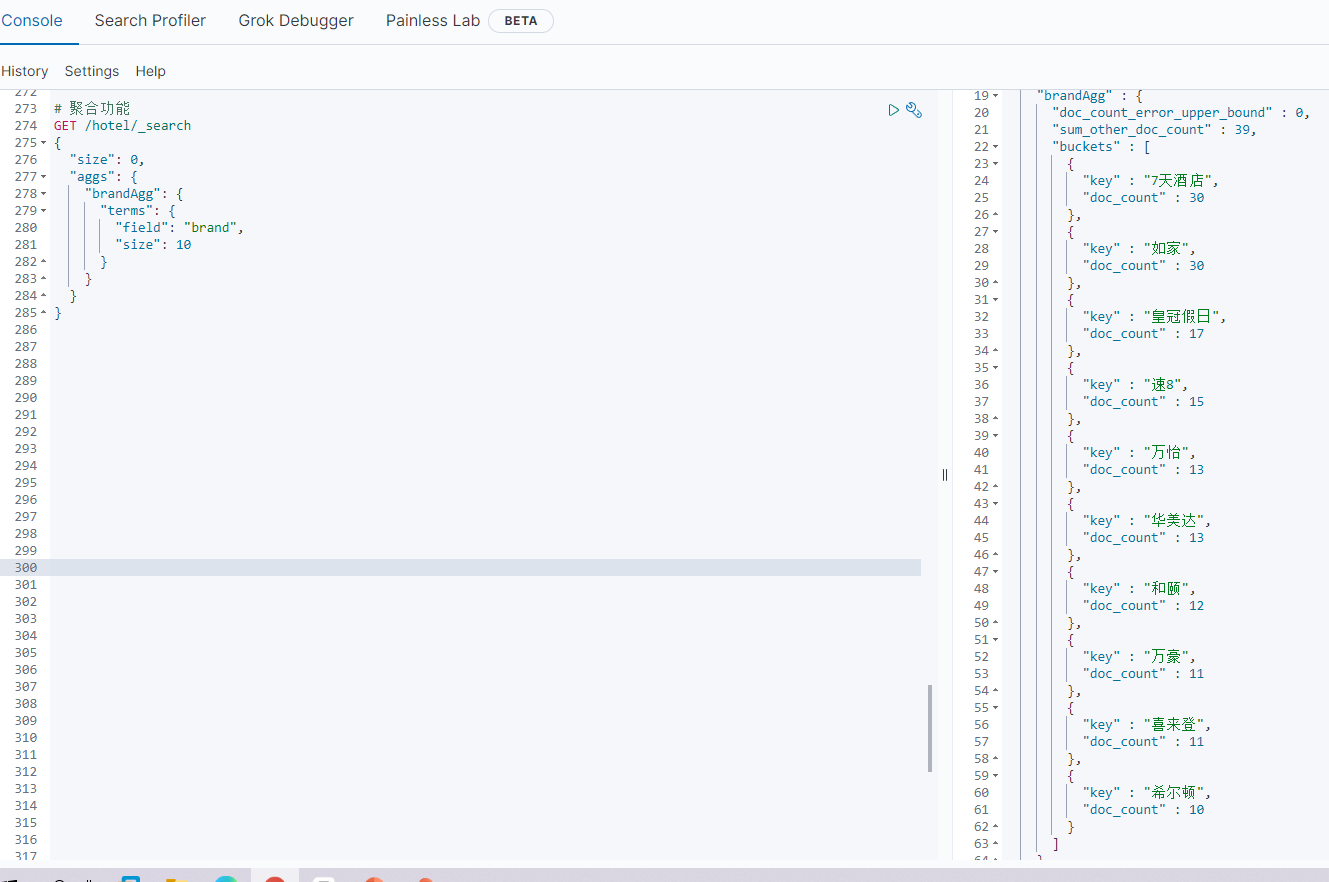 Console Search Profiler Grok Debugger Painless Lab BETA
History Settings Help
272
273 # 聚合功能
274 GET /hotel/_search
275 {
276 "size": 0,
277 "aggs": {
278 "brandAgg": {
279 "terms": {
280 "field": "brand",
281 "size": 10
282 }
283 }
284 }
285 }
286
287
288
289
290
291
292
293
294
295
296
297
298
299
300
301
302
303
304
305
306
307
308
309
310
311
312
313
314
315
316
317
19 "brandAgg" : {
20 "doc_count_error_upper_bound" : 0,
21 "sum_other_doc_count" : 39,
22 "buckets" : [
23 {
24 "key" : "7天酒店",
25 "doc_count" : 30
26 },
27 {
28 "key" : "如家",
29 "doc_count" : 30
30 },
31 {
32 "key" : "皇冠假日",
33 "doc_count" : 17
34 },
35 {
36 "key" : "速8",
37 "doc_count" : 15
38 },
39 {
40 "key" : "万怡",
41 "doc_count" : 13
42 },
43 {
44 "key" : "华美达",
45 "doc_count" : 13
46 },
47 {
48 "key" : "和颐",
49 "doc_count" : 12
50 },
51 {
52 "key" : "万豪",
53 "doc_count" : 11
54 },
55 {
56 "key" : "喜来登",
57 "doc_count" : 11
58 },
59 {
60 "key" : "希尔顿",
61 "doc_count" : 10
62 }
63 ]
64 }